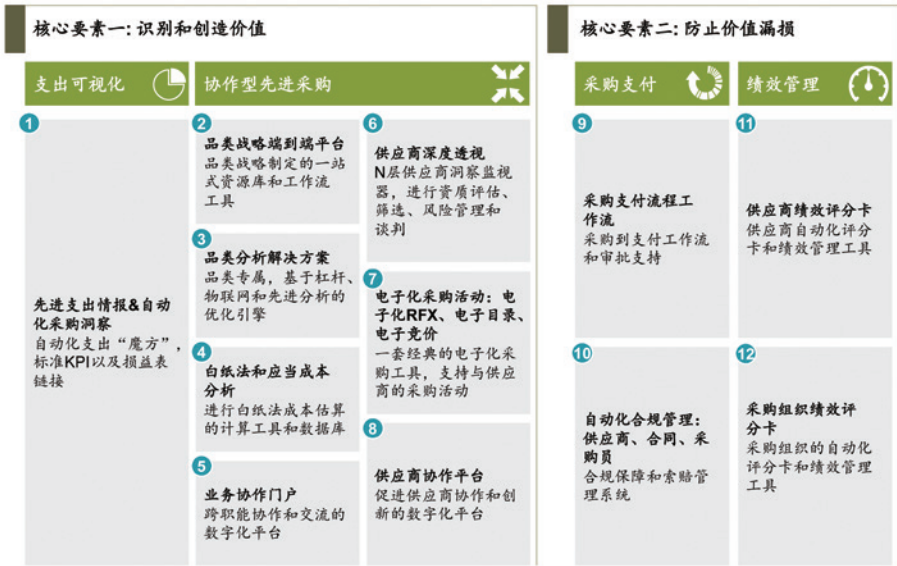 核心要素一: 识别和创造价值
支出可视化
协作型先进采购
1
先进支出情报&自动
化采购洞察
自动化支出“魔方”,
标准KPI以及损益表
链接
2
品类战略端到端平台
品类战略制定的一站
式资源库和工作流
工具
3
品类分析解决方案
品类专属，基于杠杆、
物联网和先进分析的
优化引擎
4
白纸法和应当成本
分析
进行白纸法成本估算
的计算工具和数据库
5
业务协作门户
跨职能协作和交流的
数字化平台
6
供应商深度透视
N层供应商洞察监视
器，进行资质评估、
筛选、风险管理和
谈判
7
电子化采购活动：电
子化RFX、电子目录、
电子竞价
一套经典的电子化采
购工具，支持与供应
商的采购活动
8
供应商协作平台
促进供应商协作和创
新的数字化平台
核心要素二: 防止价值漏损
采购支付
绩效管理
9
采购支付流程工
作流
采购到支付工作流
和审批支持
10
自动化合规管理：
供应商、合同、采
购员
合规保障和索赔管
理系统
11
供应商绩效评分卡
供应商自动化评分
卡和绩效管理工具
12
采购组织绩效评
分卡
采购组织的自动化
评分卡和绩效管理
工具